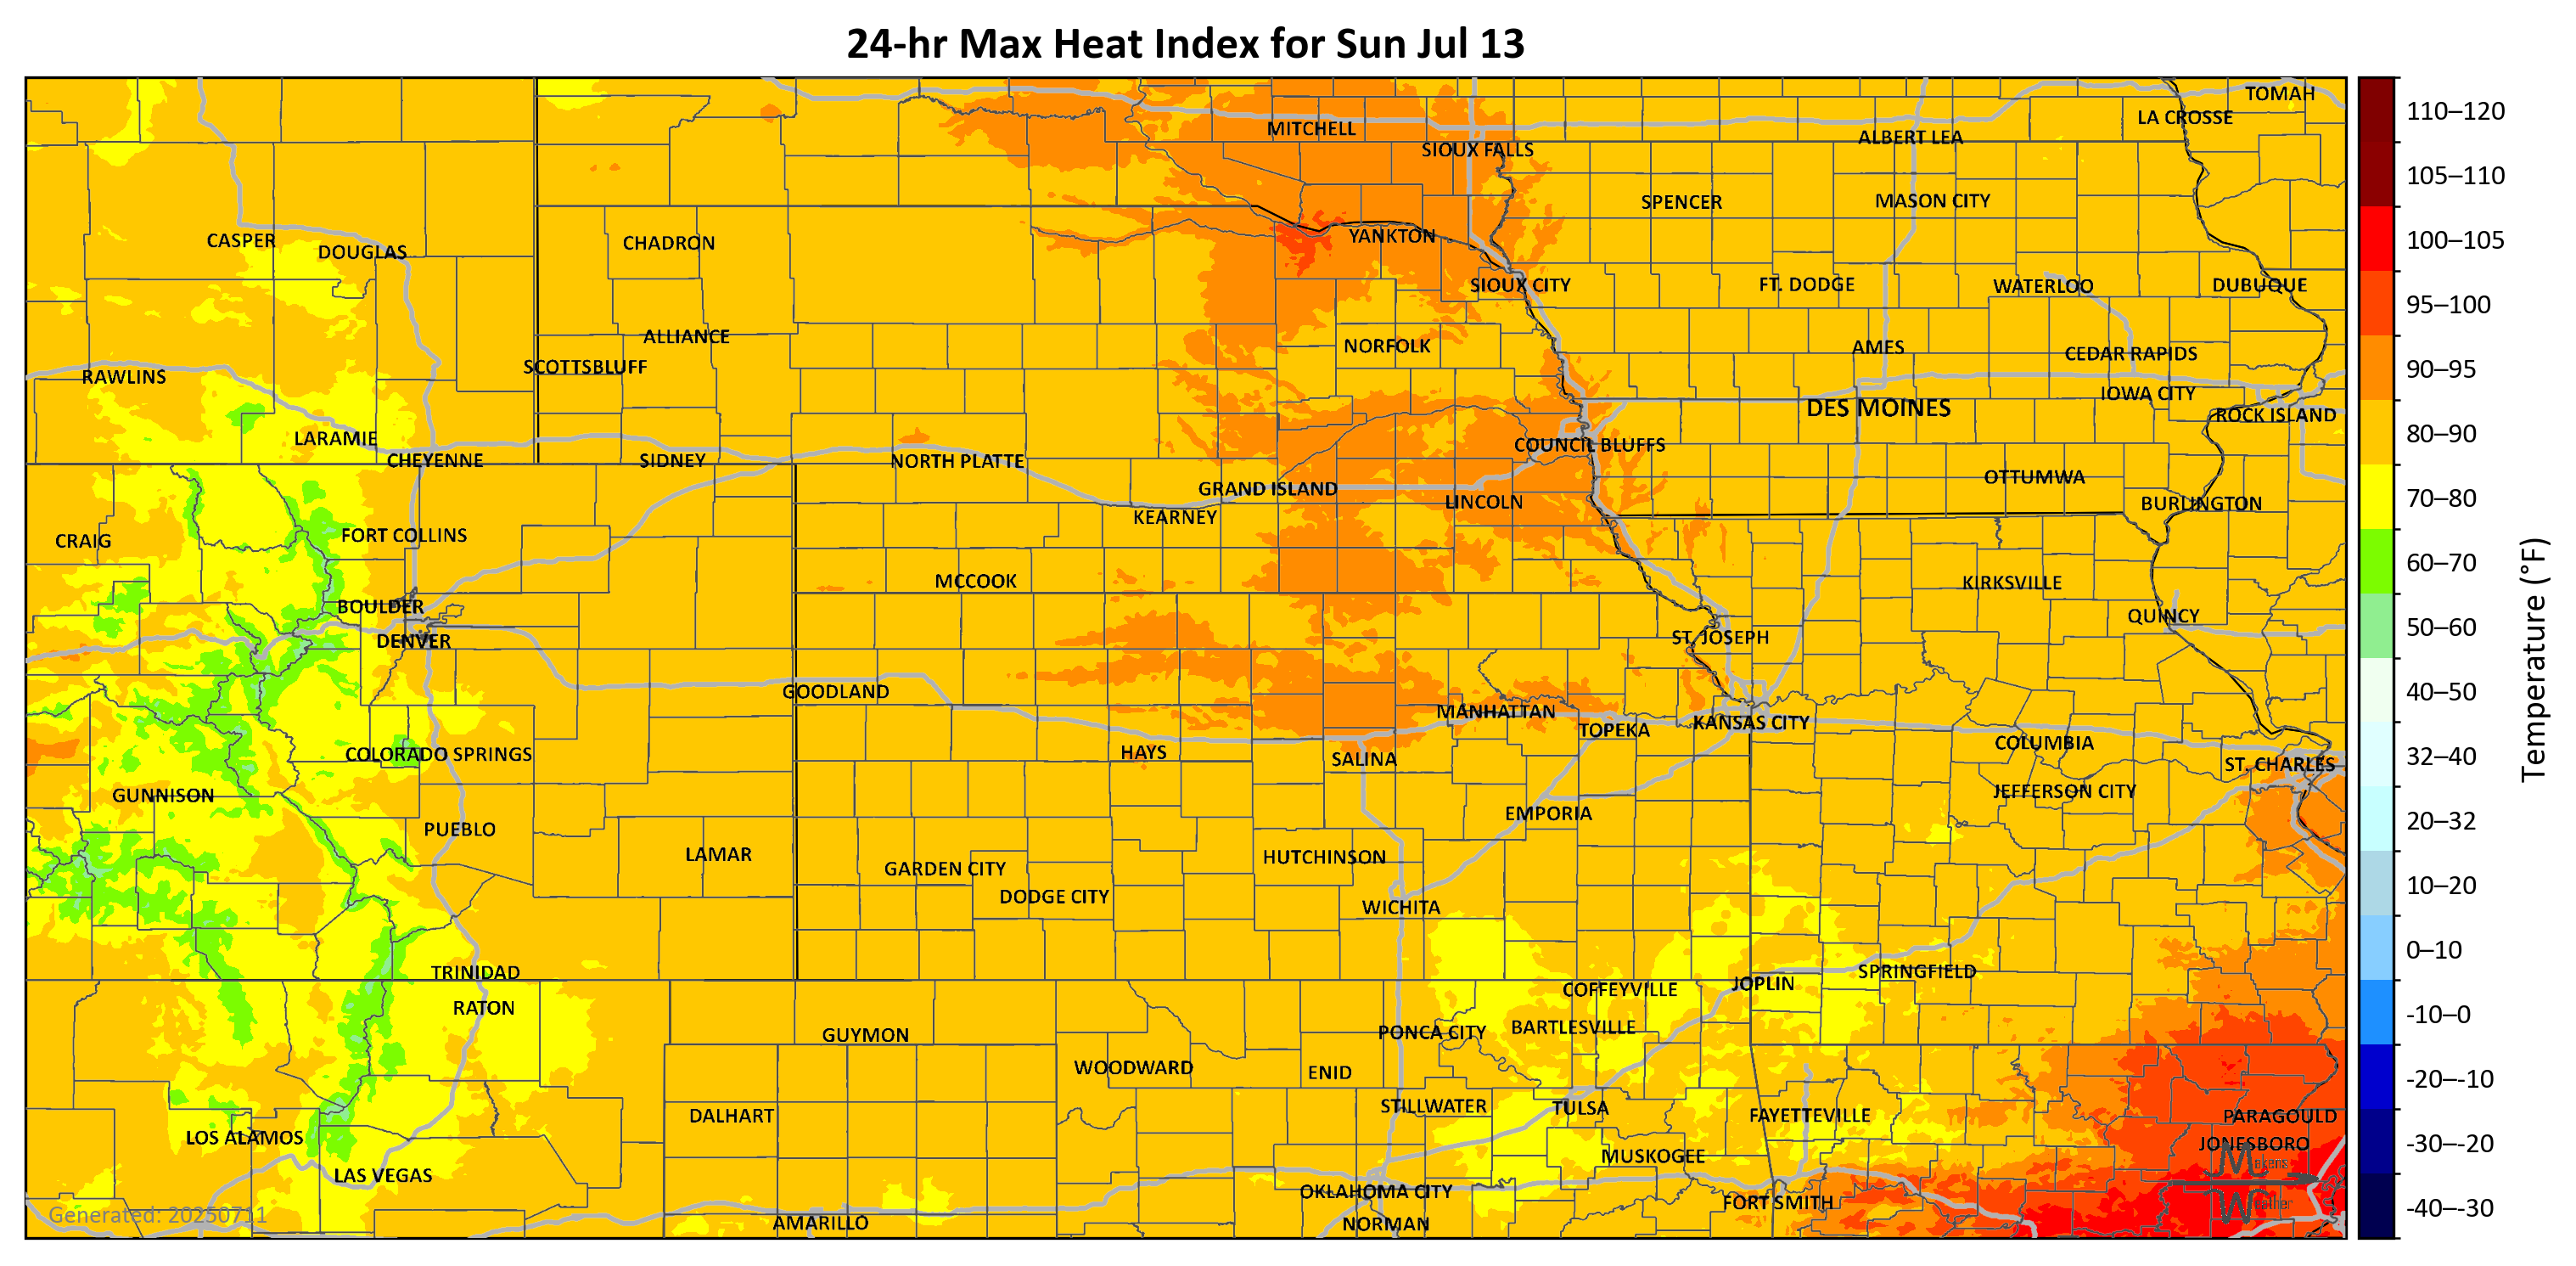 24-hr Max Heat Index for Sun Jul 13
TOMAH
LA CROSSE
MITCHELL
ALBERT LEA
SIOUX FALLS
SPENCER
MASON CITY
CASPER
DOUGLAS
CHADRON
YANKTON
SIOUX CITY
FT. DODGE
WATERLOO
DUBUQUE
ALLIANCE
NORFOLK
AMES
CEDAR RAPIDS
SCOTTSBLUFF
RAWLINS
IOWA CITY
DES MOINES
ROCK ISLAND
LARAMIE
COUNCIL BLUFFS
CHEYENNE
SIDNEY
NORTH PLATTE
OTTUMWA
GRAND ISLAND
LINCOLN
BURLINGTON
KEARNEY
FORT COLLINS
CRAIG
MCCOOK
KIRKSVILLE
BOULDER
QUINCY
DENVER
ST. JOSEPH
GOODLAND
MANHATTAN
KANSAS CITY
TOPEKA
COLUMBIA
COLORADO SPRINGS
HAYS
SALINA
ST. CHARLES
GUNNISON
JEFFERSON CITY
EMPORIA
PUEBLO
LAMAR
HUTCHINSON
GARDEN CITY
DODGE CITY
WICHITA
TRINIDAD
SPRINGFIELD
JOPLIN
COFFEYVILLE
RATON
BARTLESVILLE
PONCA CITY
GUYMON
WOODWARD
ENID
STILLWATER
TULSA
DALHART
FAYETTEVILLE
PARAGOULD
LOS ALAMOS
JONESBORO
MUSKOGEE
LAS VEGAS
OKLAHOMA CITY
FORT SMITH
AMARILLO
NORMAN
Generated: 20250711
Makens
Weather
110–120
105–110
100–105
95–100
90–95
80–90
70–80
60–70
50–60
40–50
32–40
20–32
10–20
0–10
-10–0
-20–-10
-30–-20
-40–-30
Temperature (°F)